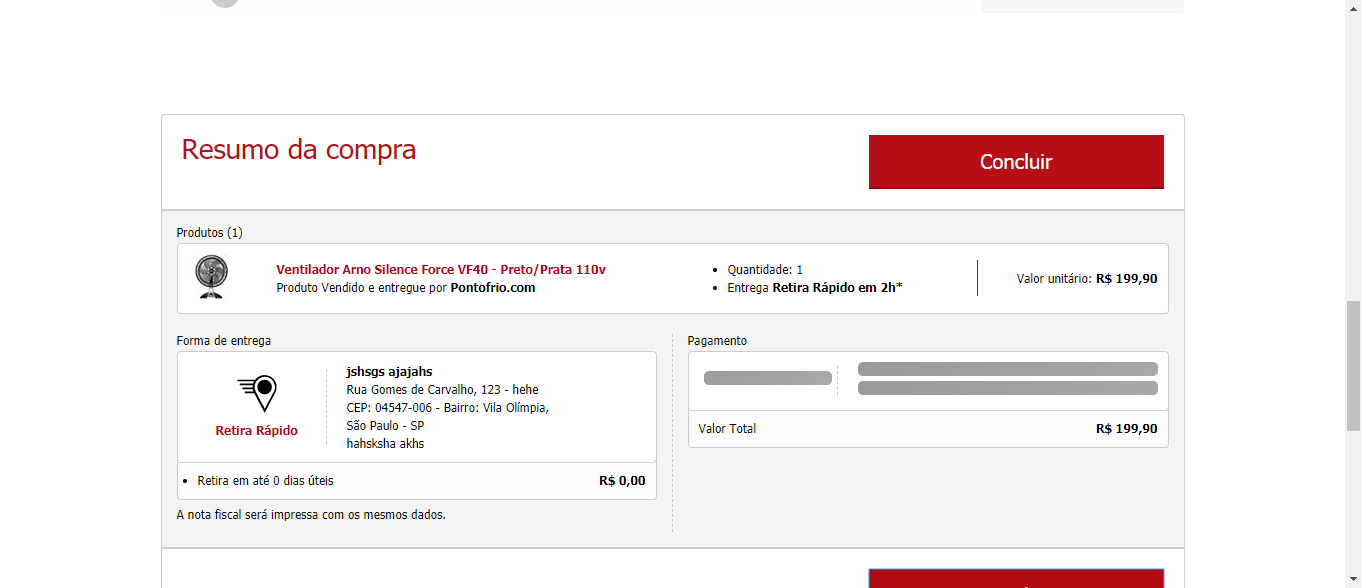 Resumo da compra
Concluir
Produtos (1)
Ventilador Arno Silence Force VF40 - Preto/Prata 110v
Produto Vendido e entregue por Pontofrio.com
Quantidade: 1
Entrega Retira Rápido em 2h*
Valor unitário: R$ 199,90
Forma de entrega
Retira Rápido
jshsgs ajajahs
Rua Gomes de Carvalho, 123 - hehe
CEP: 04547-006 - Bairro: Vila Olímpia,
São Paulo - SP
hahsksha akhs
Retira em até 0 dias úteis
R$ 0,00
A nota fiscal será impressa com os mesmos dados.
Pagamento
Valor Total
R$ 199,90